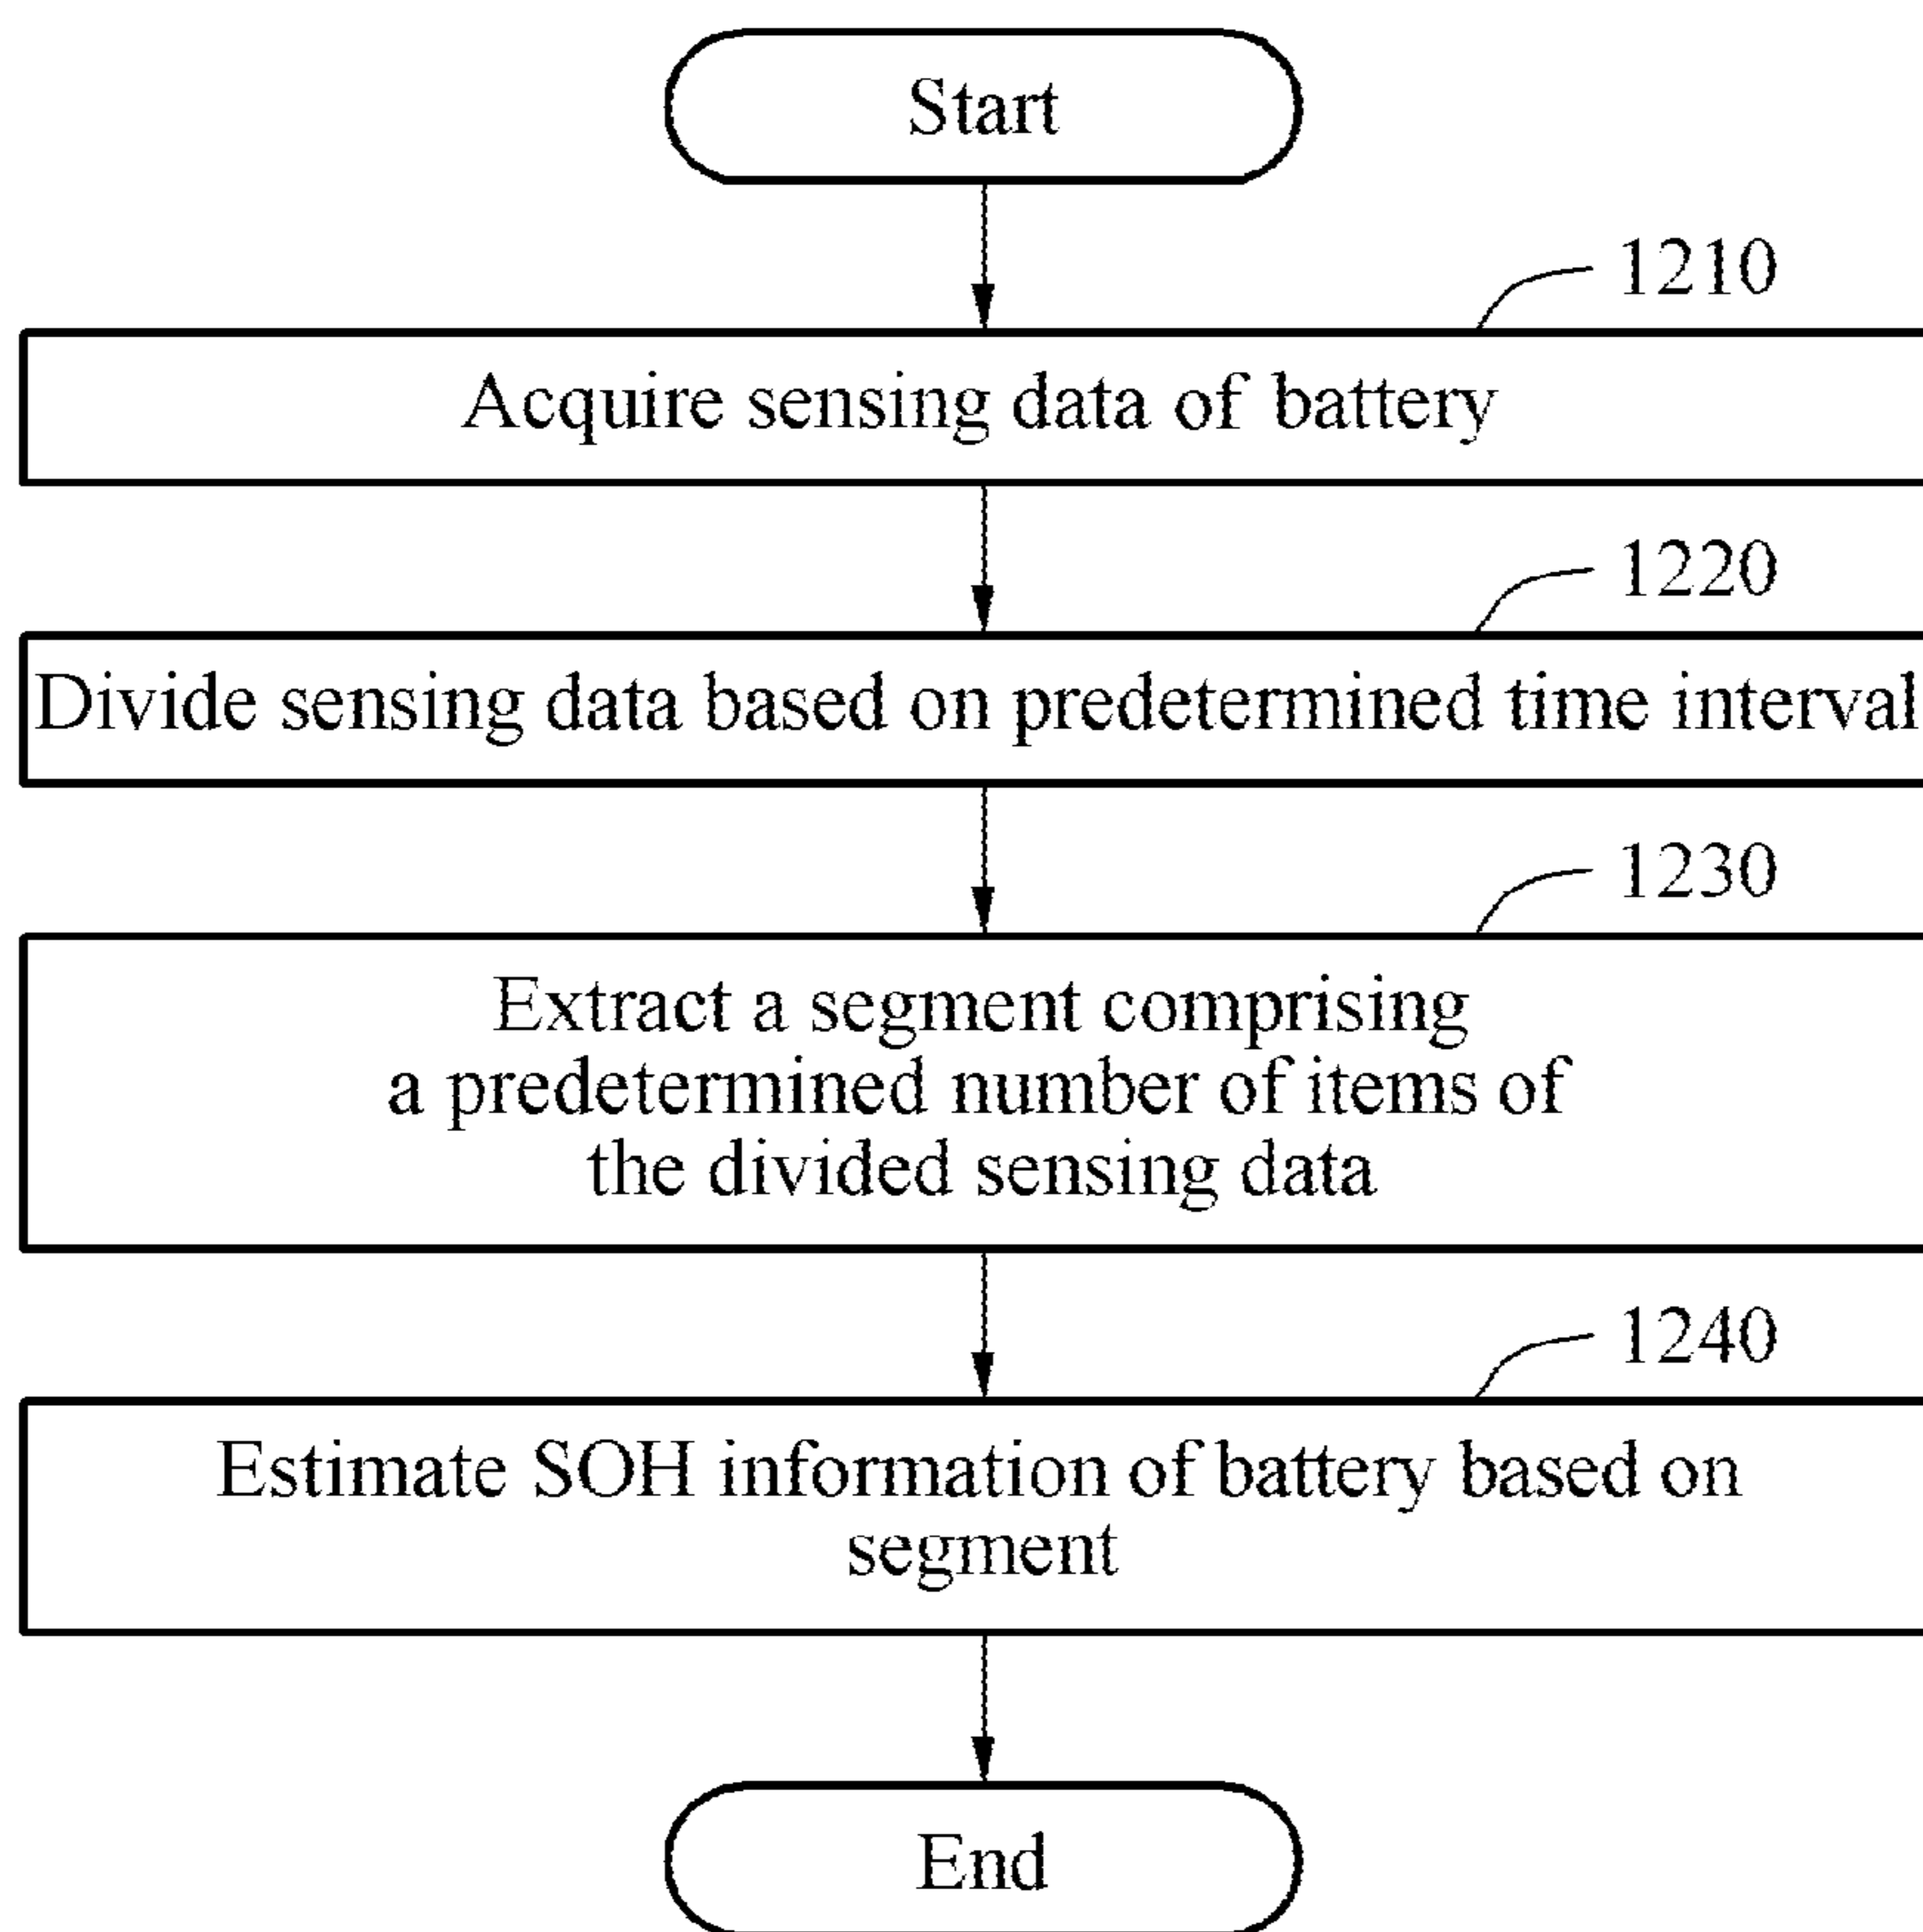 Start
1210
Acquire sensing data of battery
1220
Divide sensing data based on predetermined time interval
1230
Extract a segment comprising
a predetermined number of items of
the divided sensing data
1240
Estimate SOH information of battery based on
segment
End